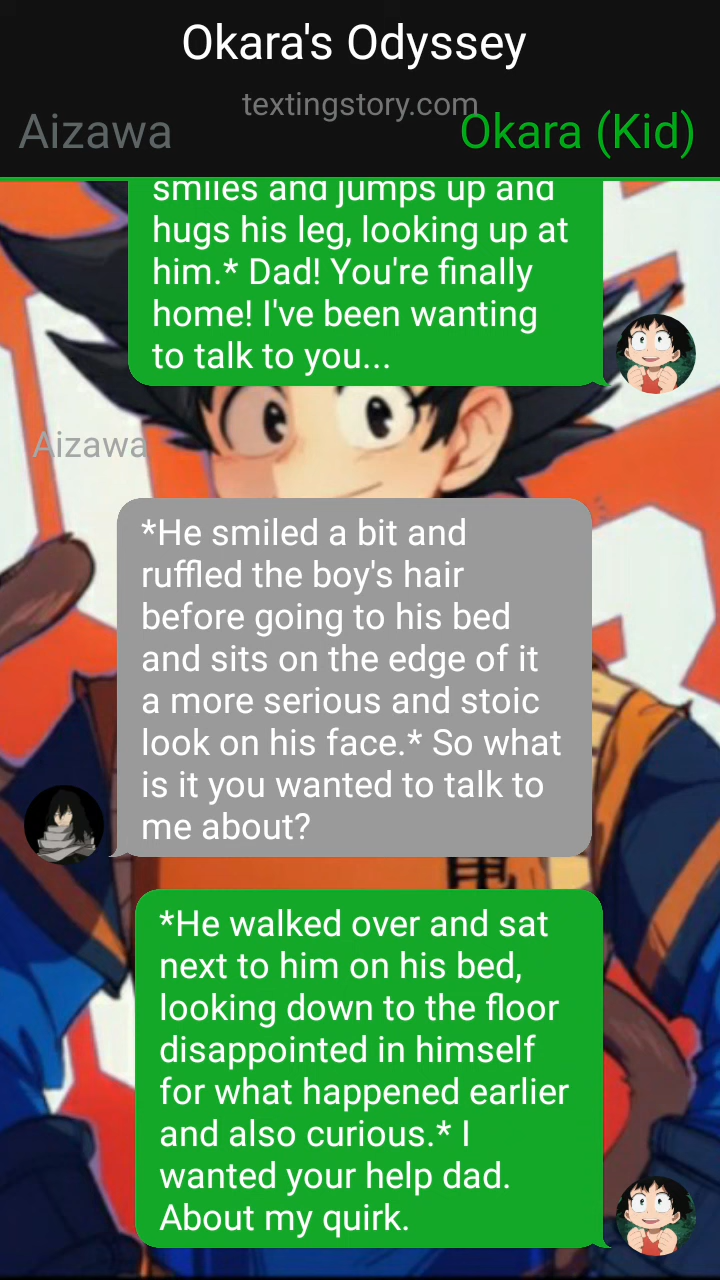 Okara's Odyssey
textingstory.com
Aizawa
Okara (Kid)
smiles and jumps up and
hugs his leg, looking up at
him.* Dad! You're finally
home! I've been wanting
to talk to you...
Aizawa
*He smiled a bit and
ruffled the boy's hair
before going to his bed
and sits on the edge of it
a more serious and stoic
look on his face.* So what
is it you wanted to talk to
me about?
*He walked over and sat
next to him on his bed,
looking down to the floor
disappointed in himself
for what happened earlier
and also curious.* I
wanted your help dad.
About my quirk.